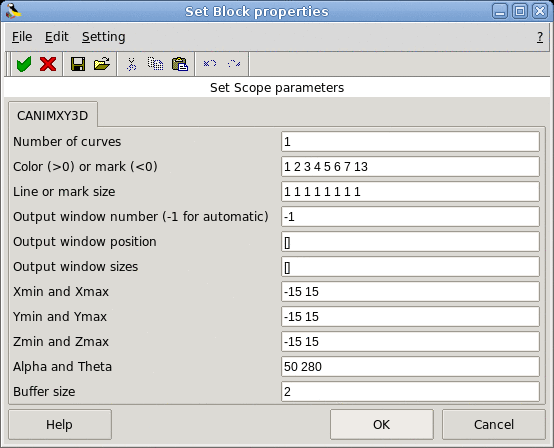 Set Block properties
File Edit Setting ?
Set Scope parameters
CANIMXY3D
Number of curves 1
Color (>0) or mark (<0) 1 2 3 4 5 6 7 13
Line or mark size 1 1 1 1 1 1 1 1
Output window number (-1 for automatic) -1
Output window position []
Output window sizes []
Xmin and Xmax -15 15
Ymin and Ymax -15 15
Zmin and Zmax -15 15
Alpha and Theta 50 280
Buffer size 2
Help OK Cancel